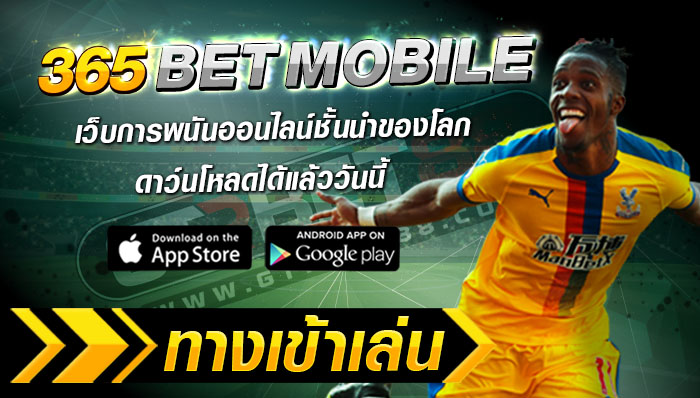 365 BET MOBILE
เว็บการพนันออนไลน์ชั้นนำของโลก
ดาวน์โหลดได้แล้ววันนี้
Download on the
App Store
ANDROID APP ON
Google play
ManBetX
ทางเข้าเล่น